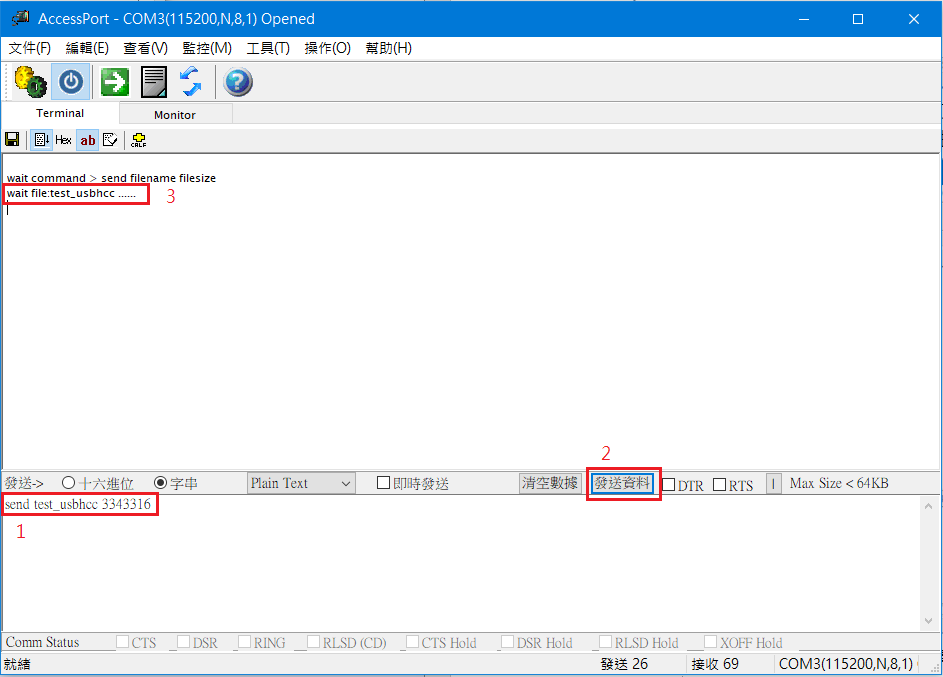 AccessPort - COM3(115200,N,8,1) Opened
文件(F) 編輯(E) 查看(V) 監控(M) 工具(T) 操作(O) 幫助(H)
Terminal Monitor
Hex ab CRLF
wait command > send filename filesize
wait file:test_usbhcc ...... 3
2
發送-> 十六進位 字串 Plain Text 即時發送 清空數據 發送資料 DTR RTS I Max Size < 64KB
send test_usbhcc 3343316
1
Comm Status CTS DSR RING RLSD (CD) CTS Hold DSR Hold RLSD Hold XOFF Hold
就緒 發送 26 接收 69 COM3(115200,N,8,1)